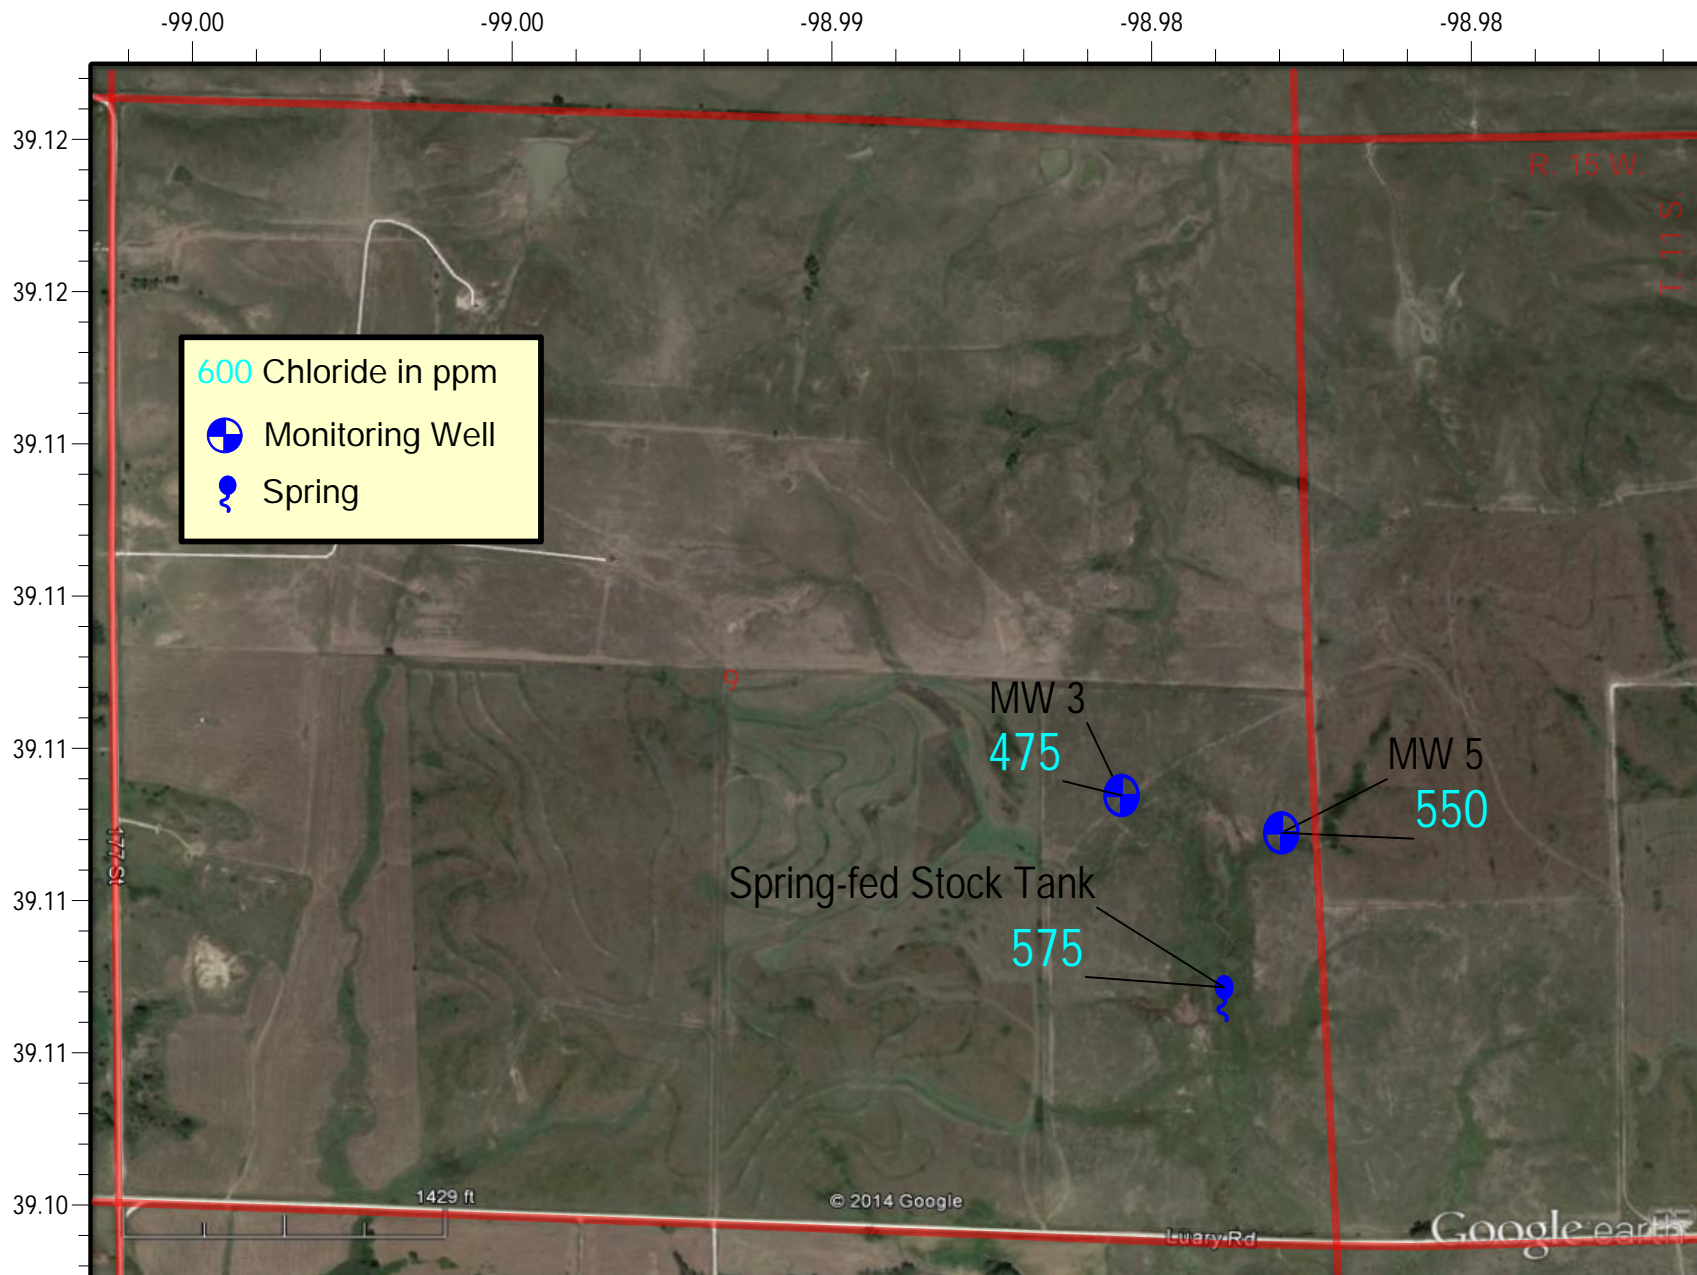 -99.00 -99.00 -98.99 -98.98 -98.98
39.12
R. 15 W.
T. 11 S.
39.12
600 Chloride in ppm
Monitoring Well
Spring
39.11
39.11
9
MW 3
475
39.11
MW 5
550
177 St
Spring-fed Stock Tank
39.11
575
39.11
39.10
1429 ft
© 2014 Google
Luary Rd
Google earth